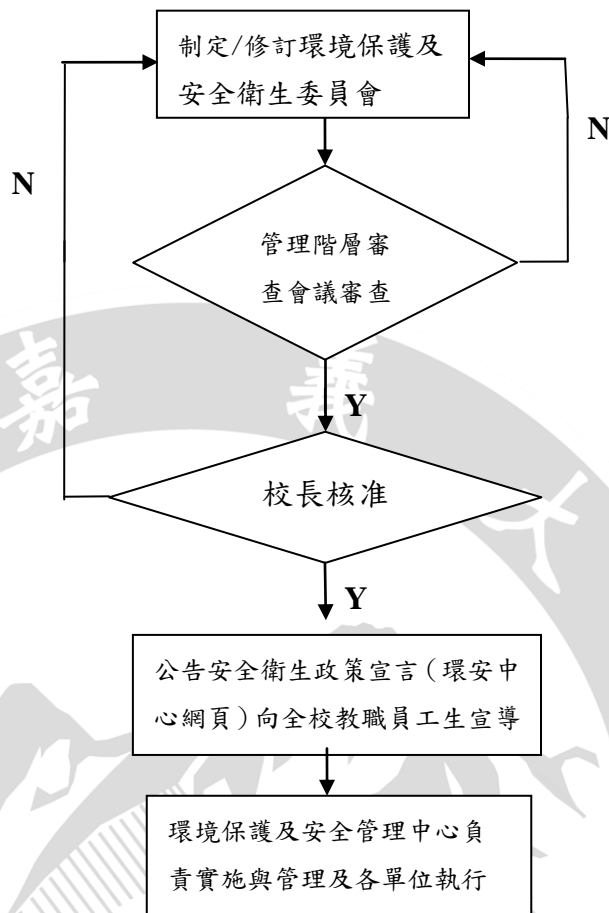 制定/修訂環境保護及
安全衛生委員會
N
N
管理階層審
查會議審查
嘉 義
Y
大
校長核准
Y
公告安全衛生政策宣言（環安中
心網頁）向全校教職員工生宣導
環境保護及安全管理中心負
責實施與管理及各單位執行